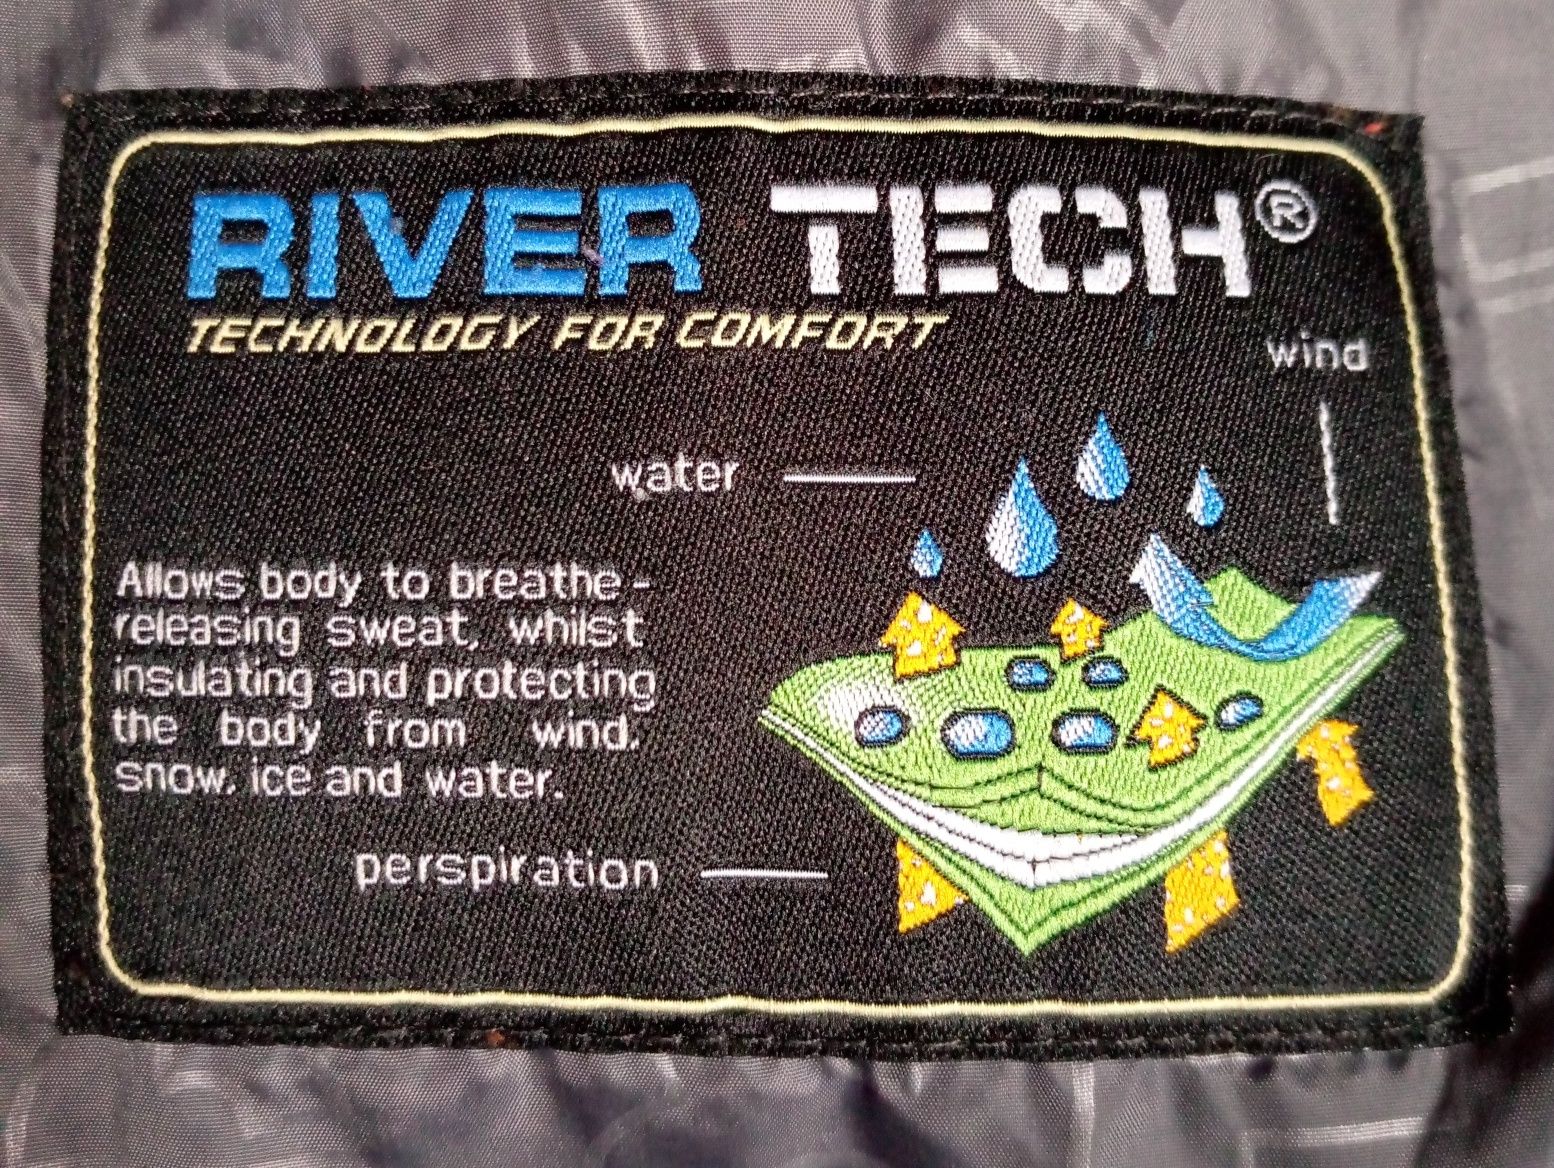 RIVER TECH®
TECHNOLOGY FOR COMFORT
wind
water
Allows body to breathe-
releasing sweat, whilst
insulating and protecting
the body from wind.
snow. ice and water.
perspiration